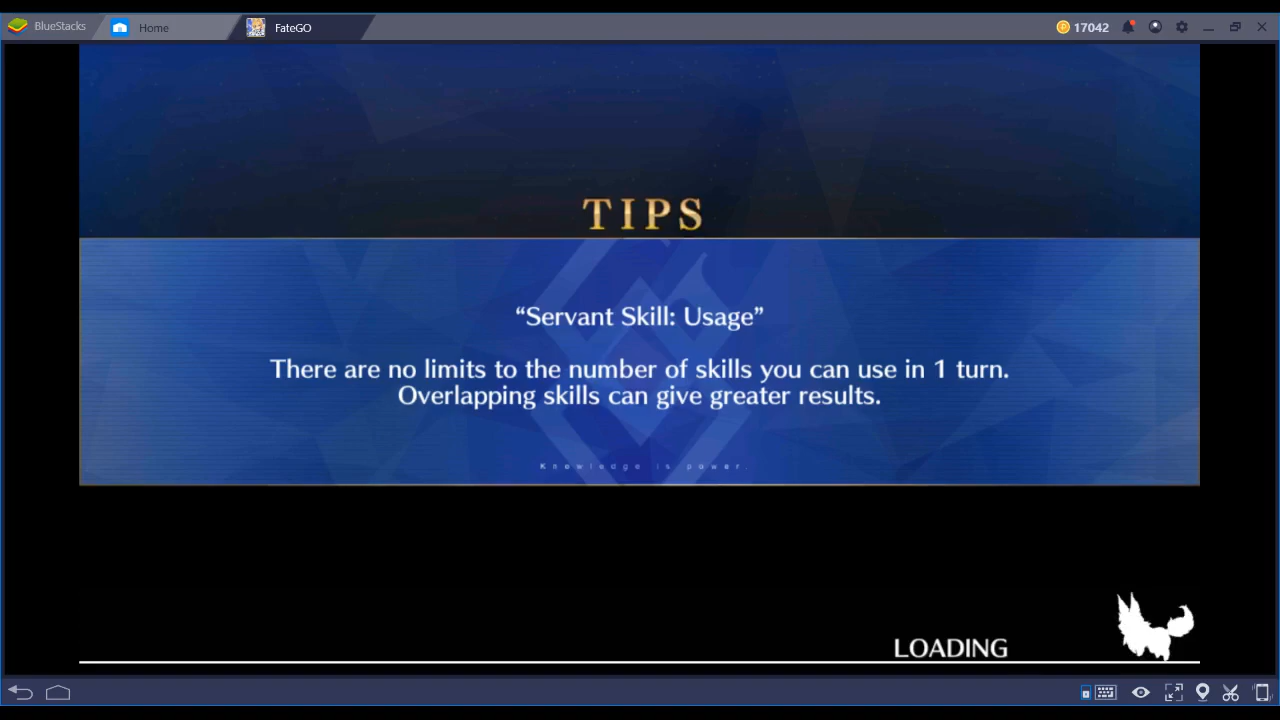 BlueStacks
Home
FateGO
17042
TIPS
“Servant Skill: Usage”
There are no limits to the number of skills you can use in 1 turn.
Overlapping skills can give greater results.
Knowledge is power.
LOADING